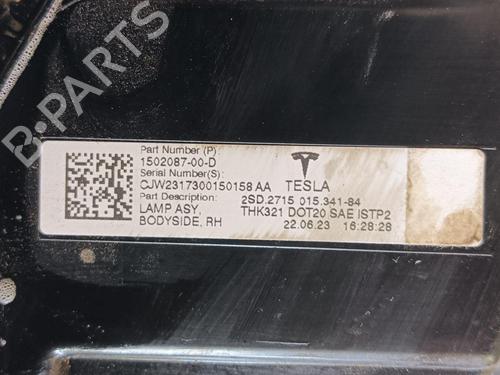 Part Number (P):
1502087-00-D
Serial Number(S):
CJW2317300150158 AA TESLA
Part Description: 2SD.2715 015.341-84
LAMP ASY, THK321 DOT20 SAE ISTP2
BODYSIDE, RH 22.06.23 16:28:28
B-PARTS